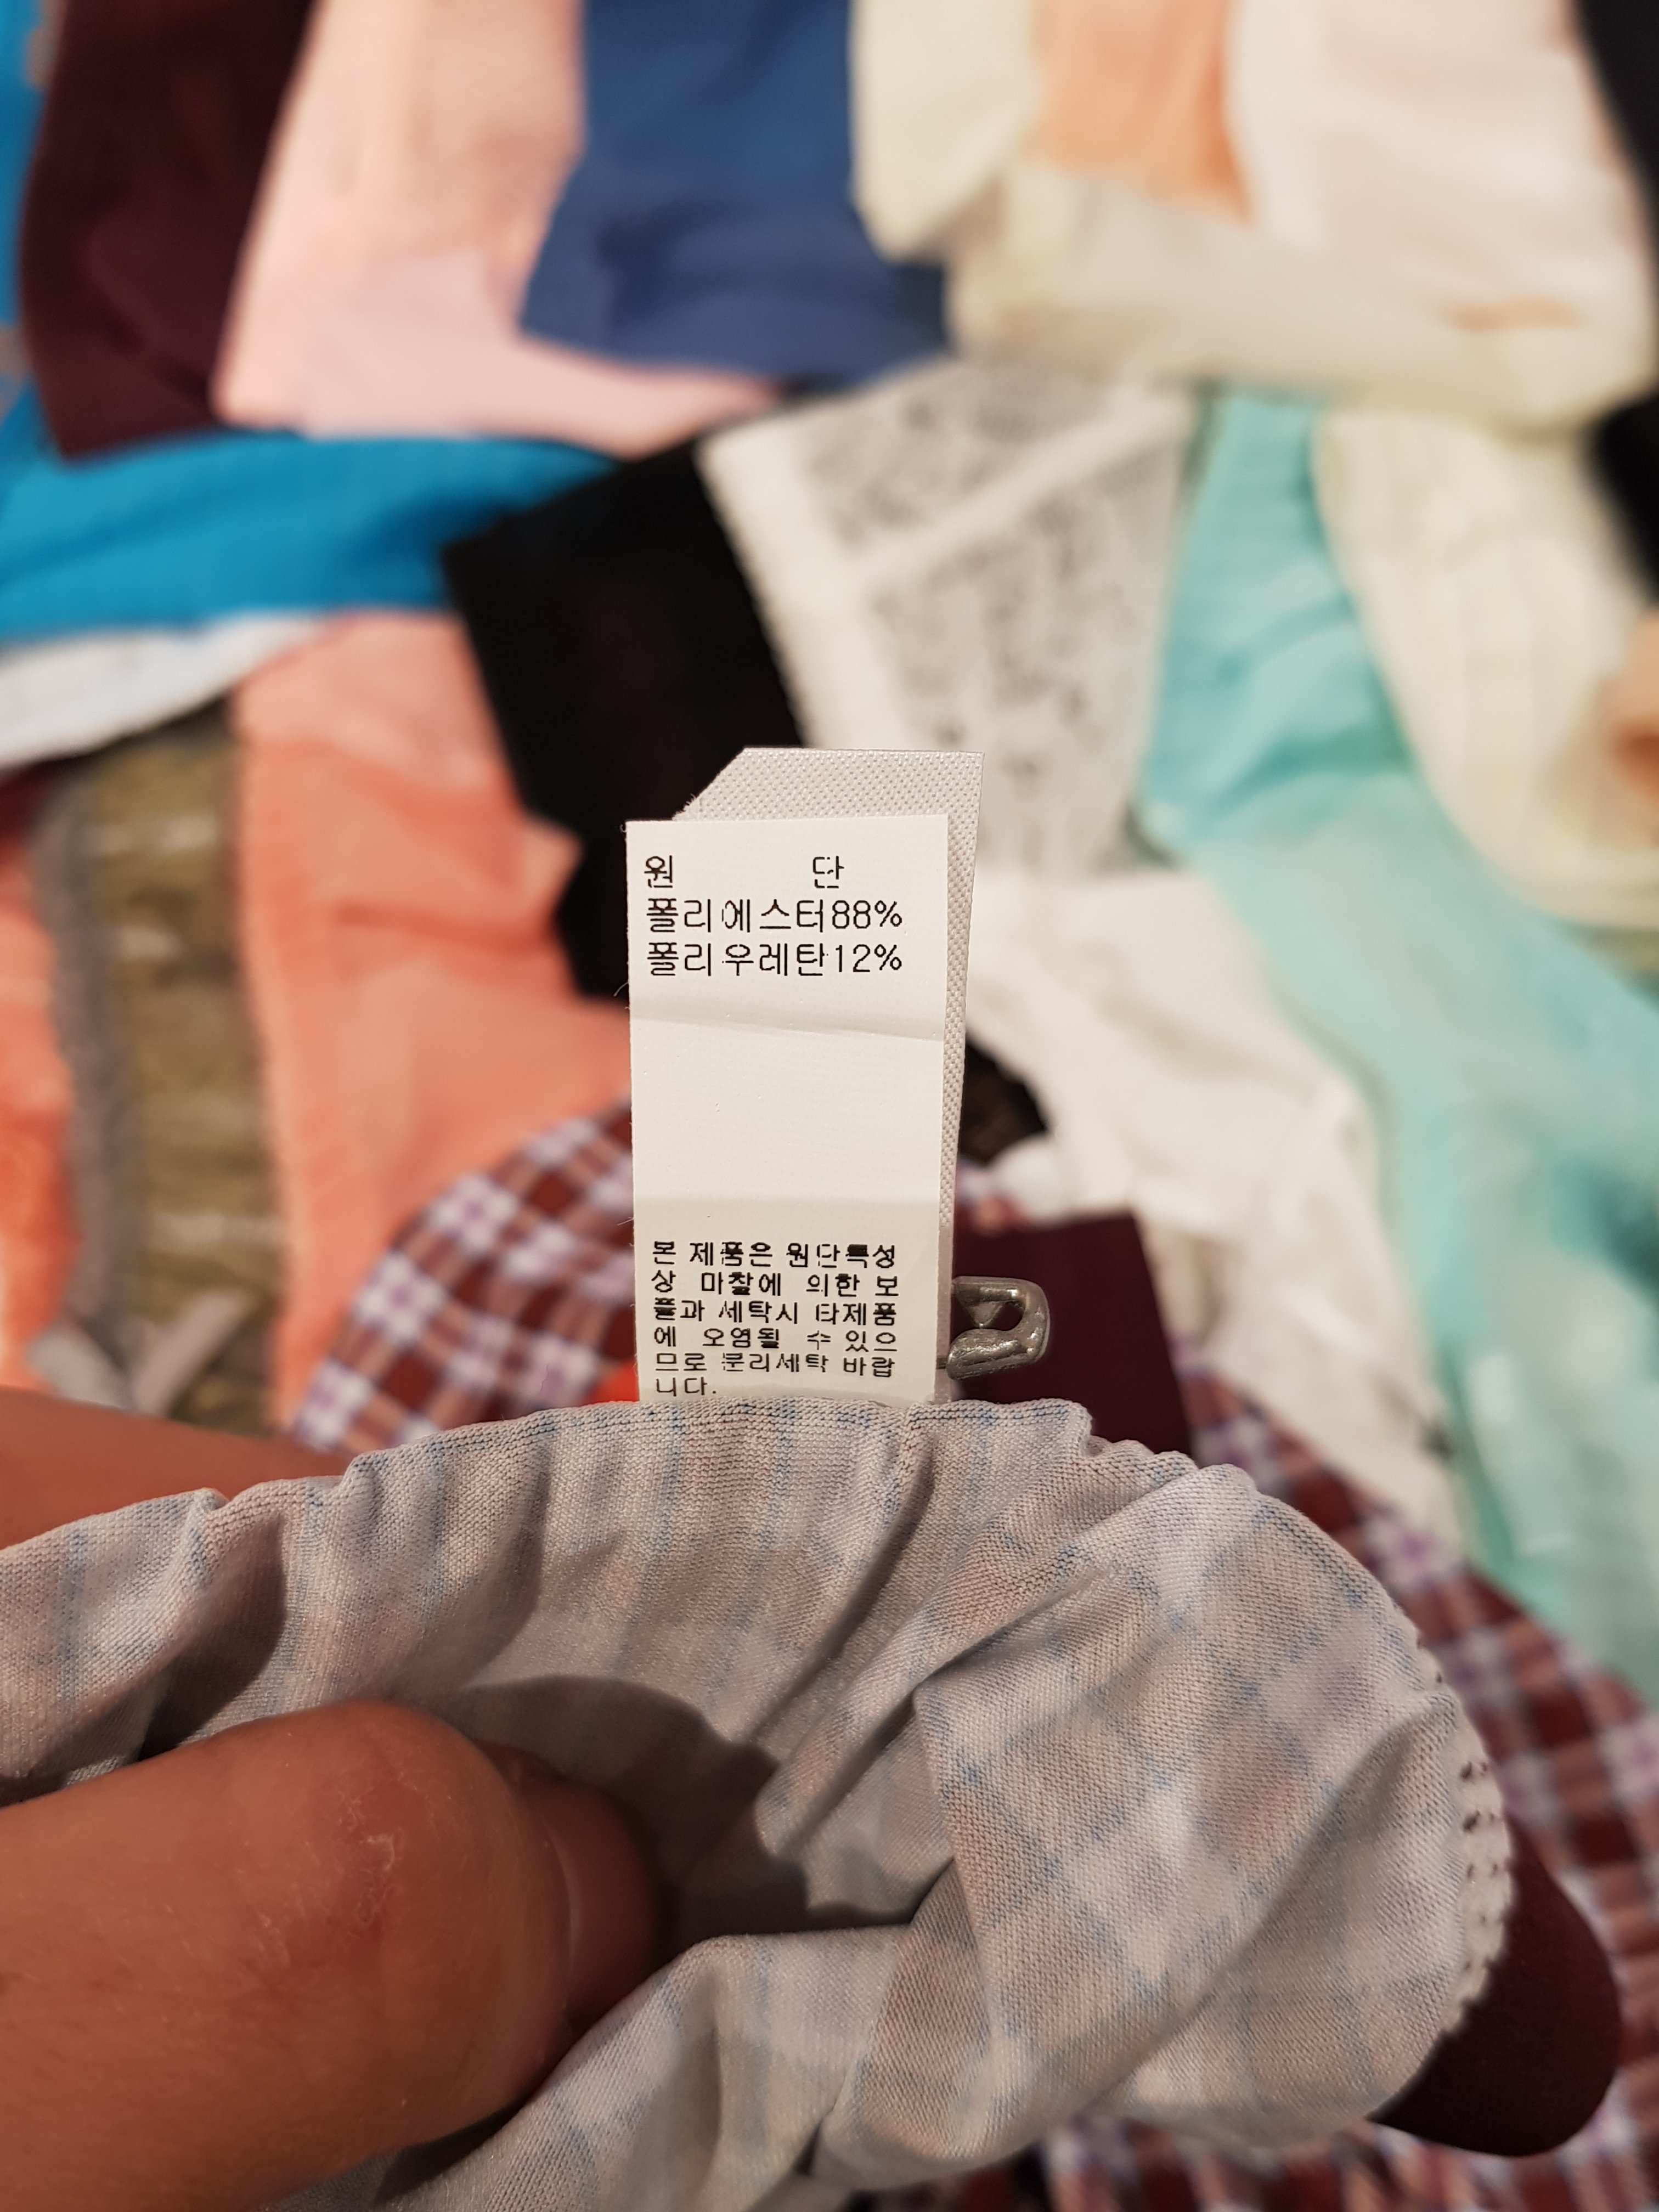 원 단
폴리에스터88%
폴리우레탄12%
본 제품은 원단특성
상 마찰에 의한 보
풀과 세탁시 타제품
에 오염될 수 있으
므로 분리세탁 바랍
니다.